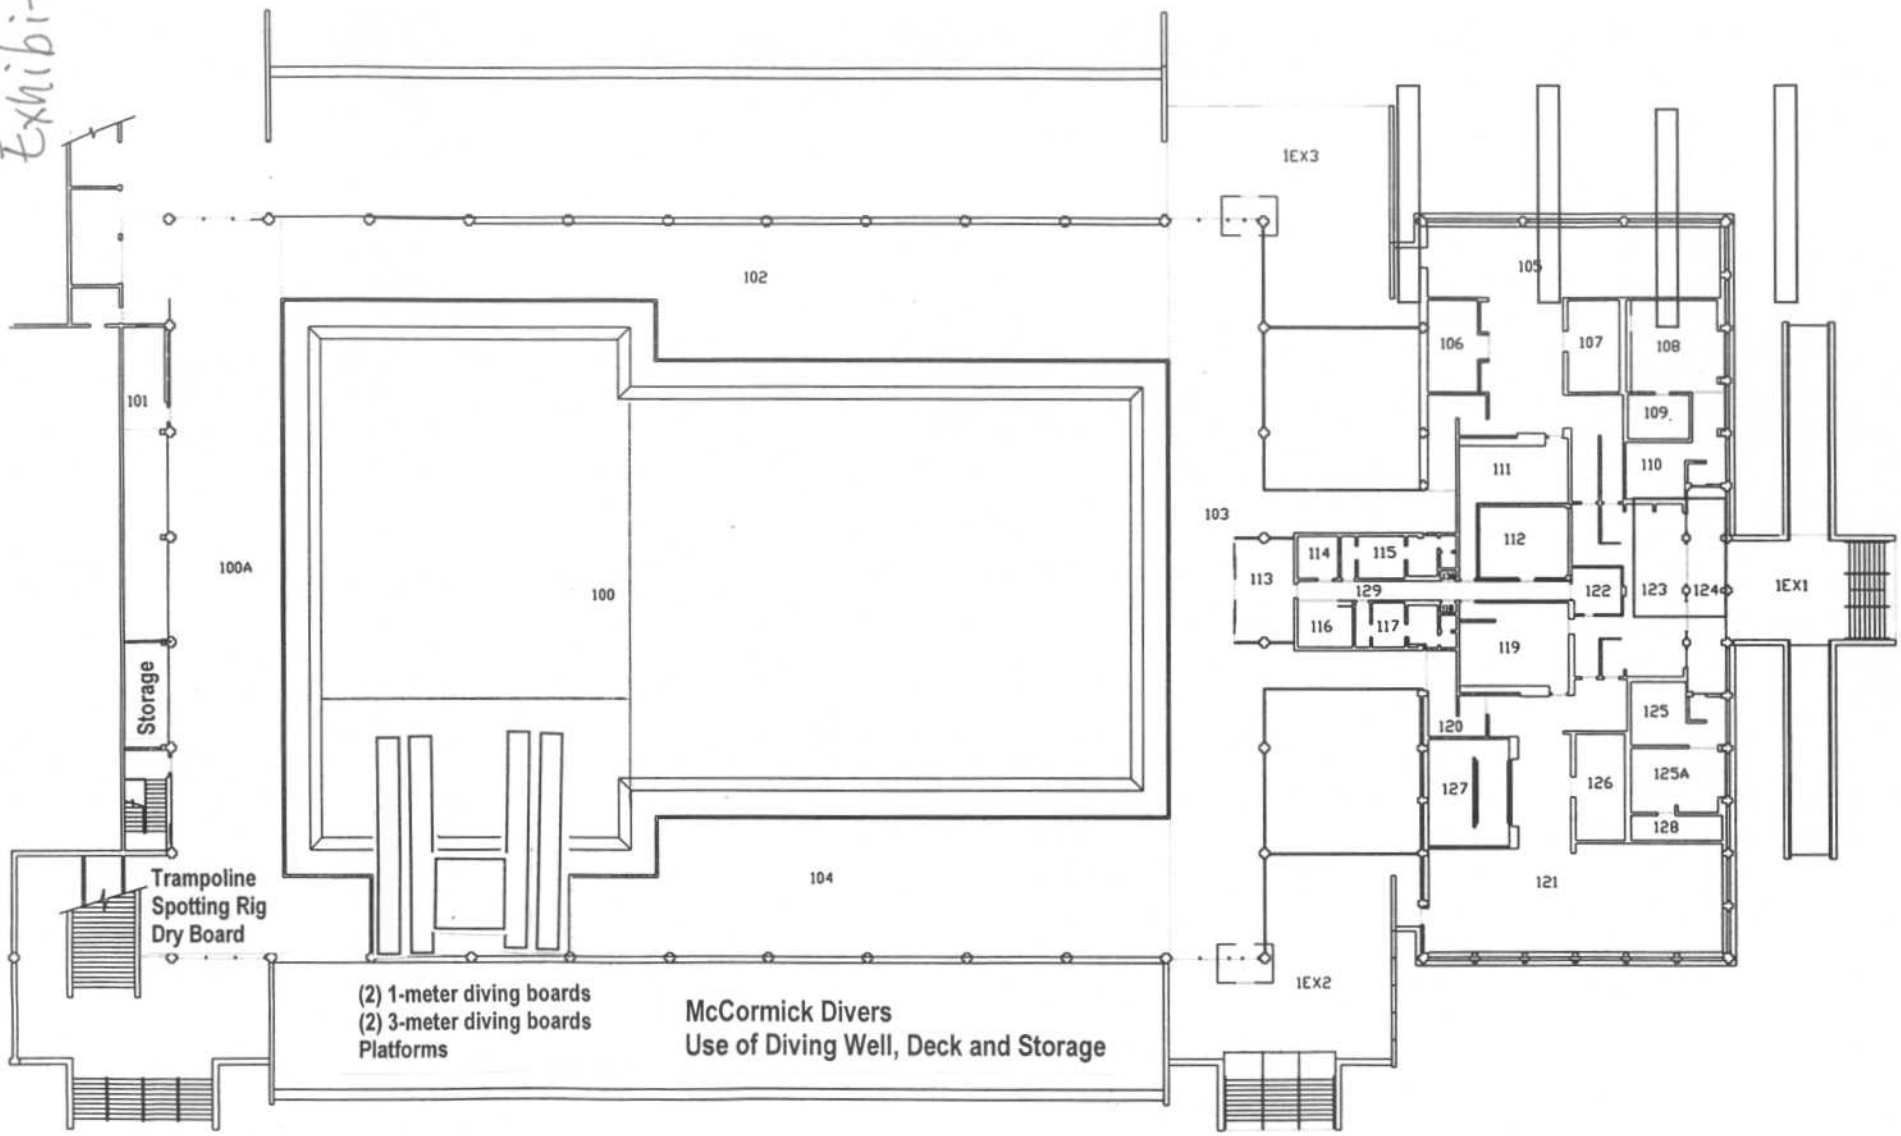 Exhibi
1EX3
102
105
106
107
108
101
109.
110
111
103
112
114
115
100A
113
129
122
123
124
1EX1
100
116
117
119
Storage
125
120
125A
127
126
128
Trampoline
Spotting Rig
Dry Board
104
121
(2) 1-meter diving boards
(2) 3-meter diving boards
Platforms
McCormick Divers
Use of Diving Well, Deck and Storage
1EX2